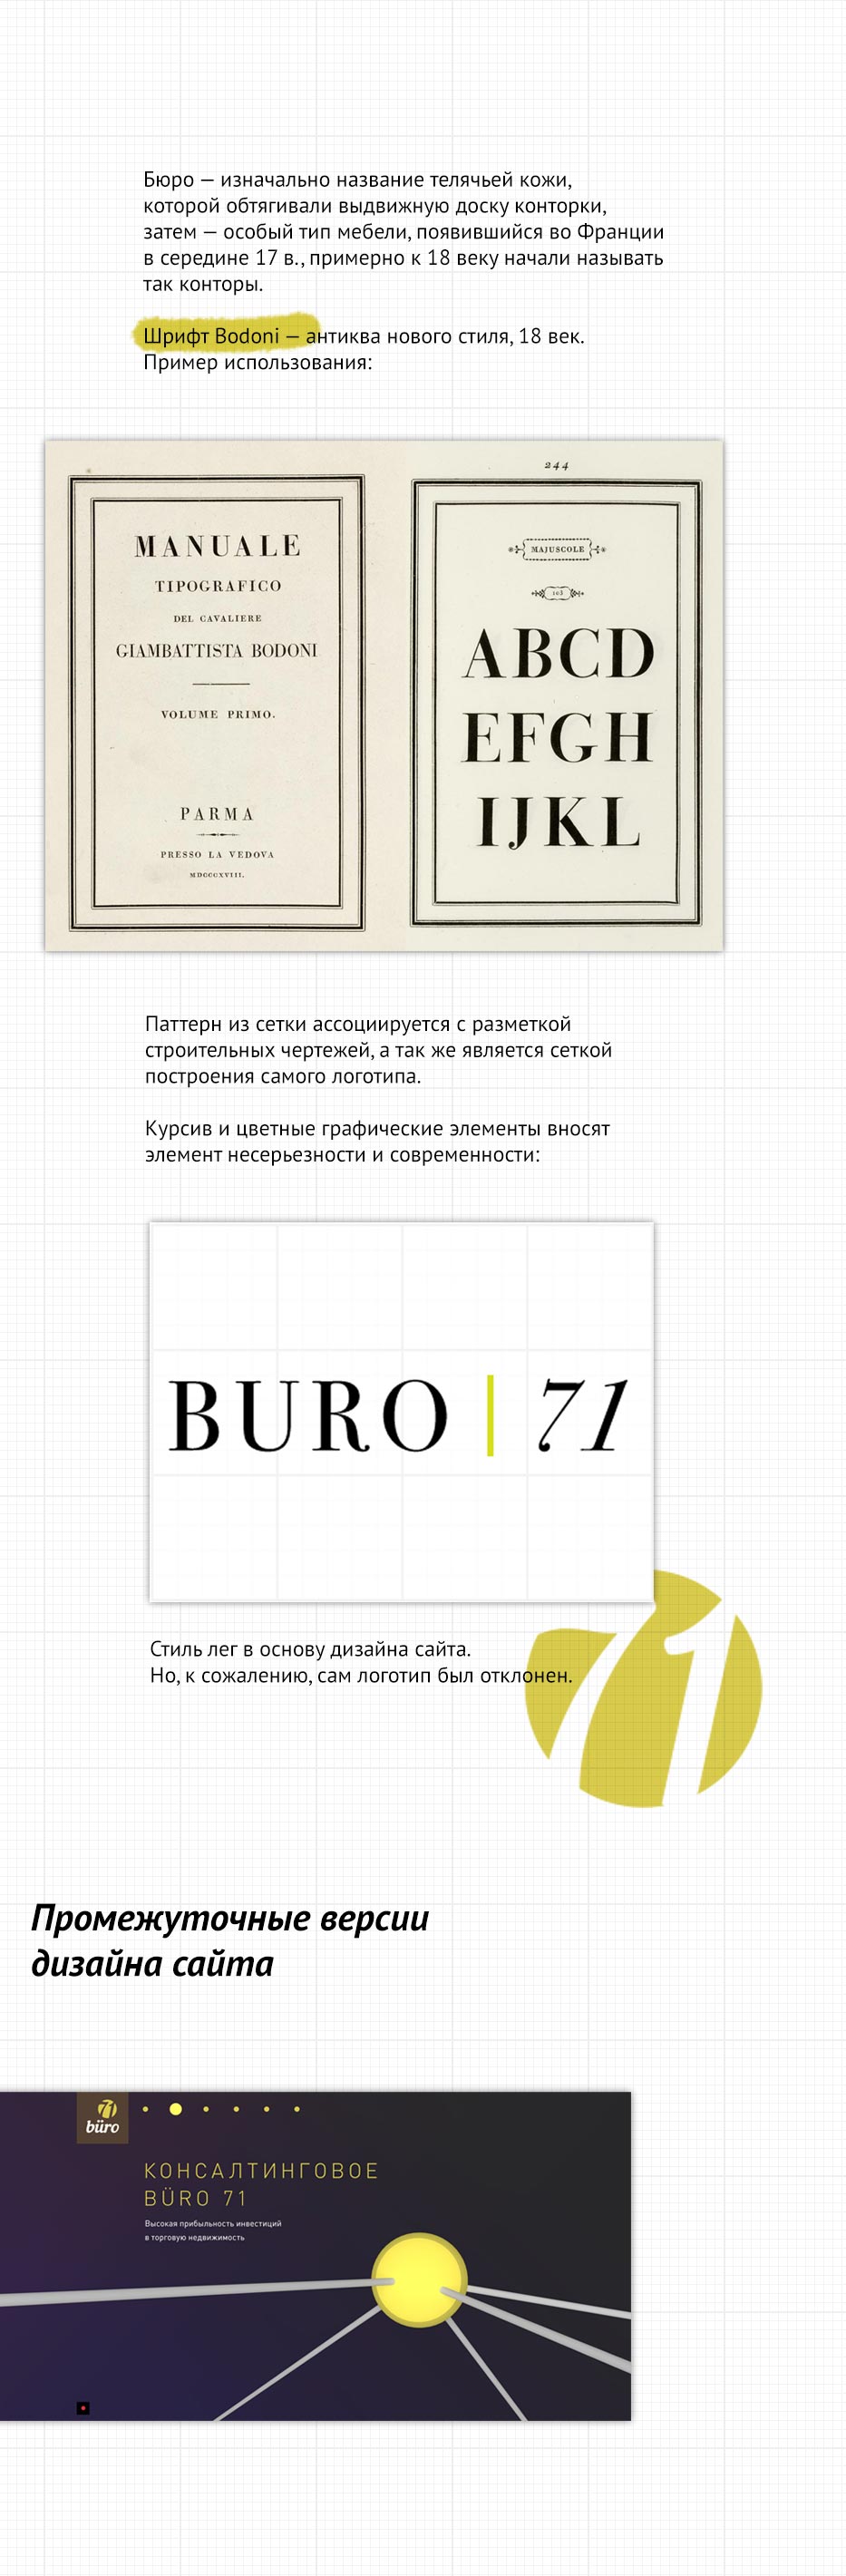 Бюро — изначально название телячьей кожи,
которой обтягивали выдвижную доску конторки,
затем — особый тип мебели, появившийся во Франции
в середине 17 в., примерно к 18 веку начали называть
так конторы.
Шрифт Bodoni — антиква нового стиля, 18 век.
Пример использования:
MANUALE
TIPOGRAFICO
DEL CAVALIERE
GIAMBATTISTA BODONI
VOLUME PRIMO.
PARMA
PRESSO LA VEDOVA
MDCCCXVIII.
244
MAJUSCOLE
103
ABCD
EFGH
IJKL
Паттерн из сетки ассоциируется с разметкой
строительных чертежей, а так же является сеткой
построения самого логотипа.
Курсив и цветные графические элементы вносят
элемент несерьезности и современности:
BURO | 71
Стиль лег в основу дизайна сайта.
Но, к сожалению, сам логотип был отклонен.
71
Промежуточные версии
дизайна сайта
71
büro
КОНСАЛТИНГОВОЕ
BÜRO 71
Высокая прибыльность инвестиций
в торговую недвижимость